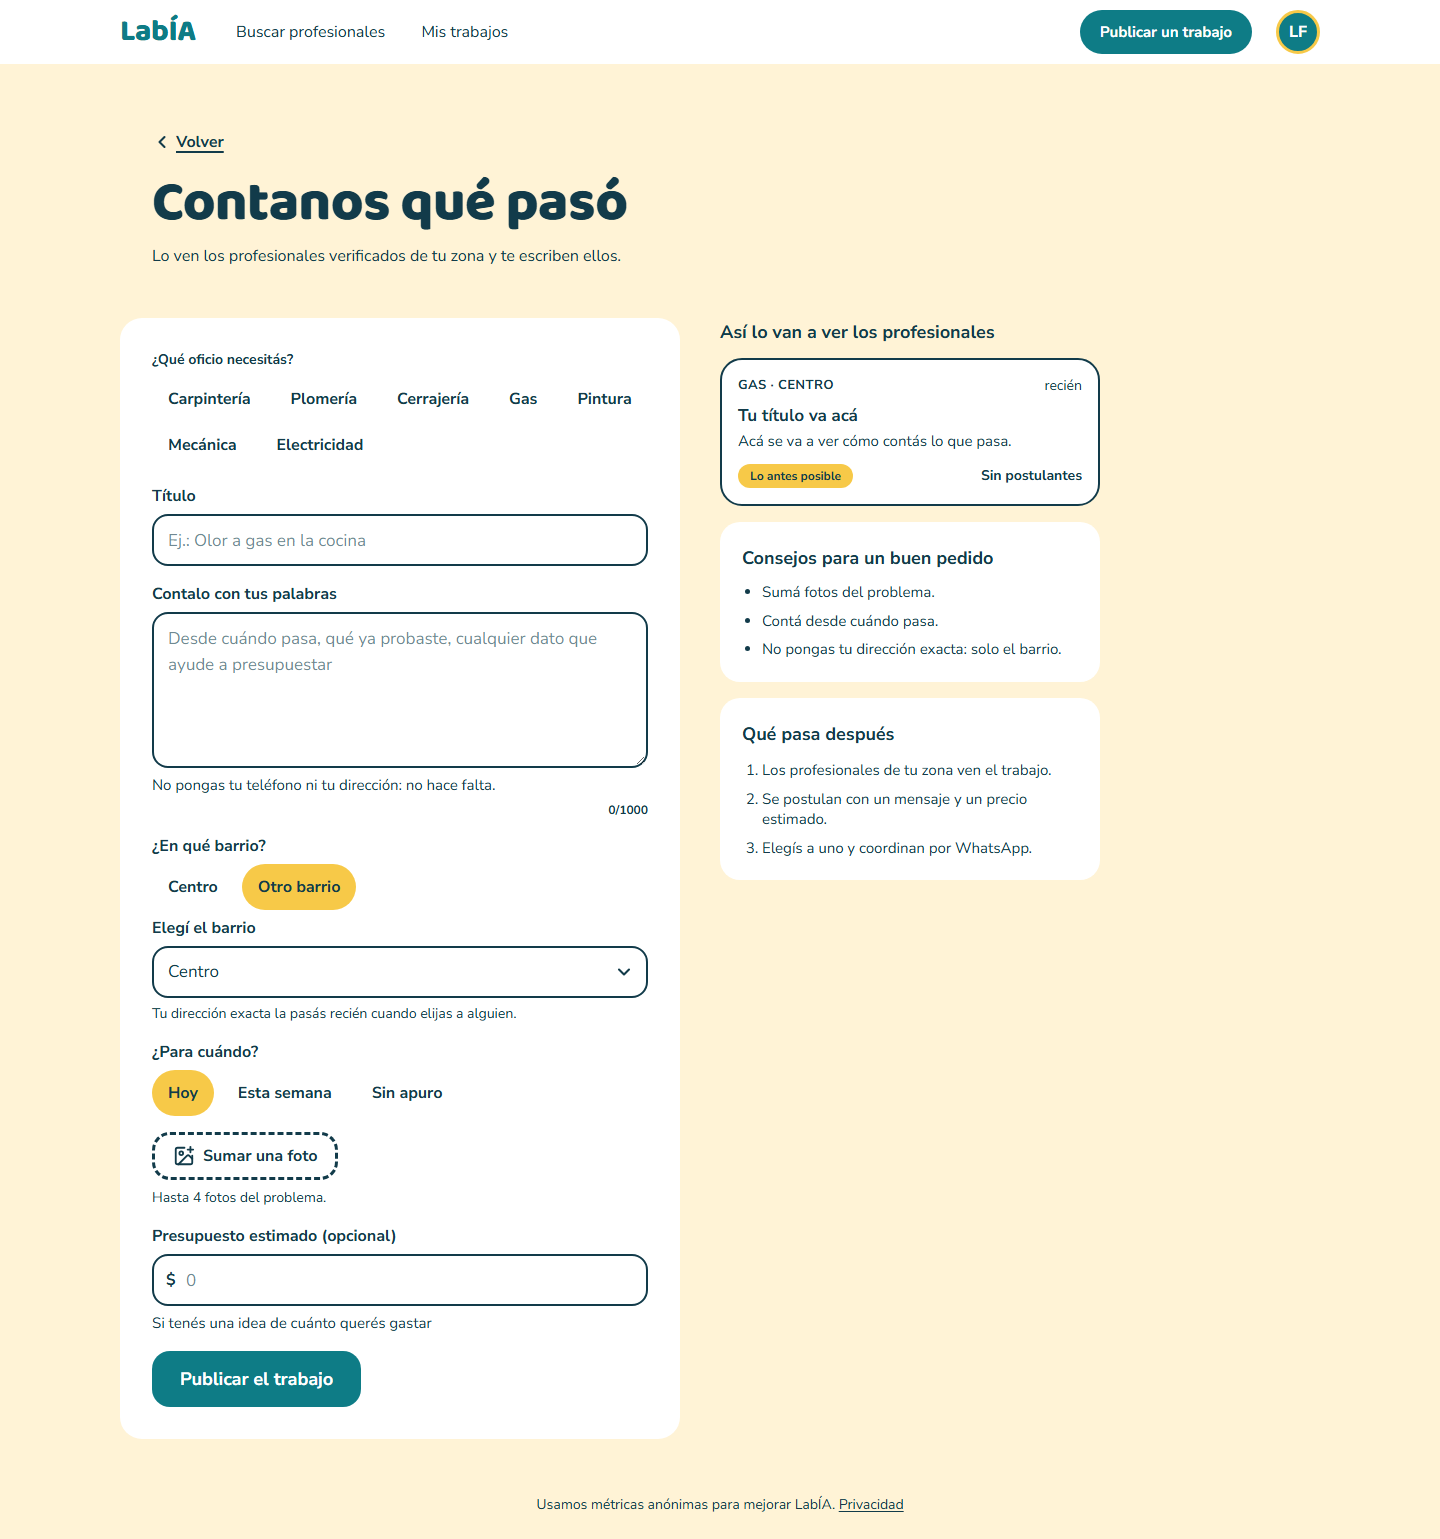 LabÍA
Buscar profesionales
Mis trabajos
Publicar un trabajo
LF
Volver
Contanos qué pasó
Lo ven los profesionales verificados de tu zona y te escriben ellos.
¿Qué oficio necesitás?
Carpintería
Plomería
Cerrajería
Gas
Pintura
Mecánica
Electricidad
Título
Ej.: Olor a gas en la cocina
Contalo con tus palabras
Desde cuándo pasa, qué ya probaste, cualquier dato que
ayude a presupuestar
No pongas tu teléfono ni tu dirección: no hace falta.
0/1000
¿En qué barrio?
Centro
Otro barrio
Elegí el barrio
Centro
Tu dirección exacta la pasás recién cuando elijas a alguien.
¿Para cuándo?
Hoy
Esta semana
Sin apuro
Sumar una foto
Hasta 4 fotos del problema.
Presupuesto estimado (opcional)
$ 0
Si tenés una idea de cuánto querés gastar
Publicar el trabajo
Así lo van a ver los profesionales
GAS · CENTRO
recién
Tu título va acá
Acá se va a ver cómo contás lo que pasa.
Lo antes posible
Sin postulantes
Consejos para un buen pedido
• Sumá fotos del problema.
• Contá desde cuándo pasa.
• No pongas tu dirección exacta: solo el barrio.
Qué pasa después
1. Los profesionales de tu zona ven el trabajo.
2. Se postulan con un mensaje y un precio
estimado.
3. Elegís a uno y coordinan por WhatsApp.
Usamos métricas anónimas para mejorar LabÍA. Privacidad